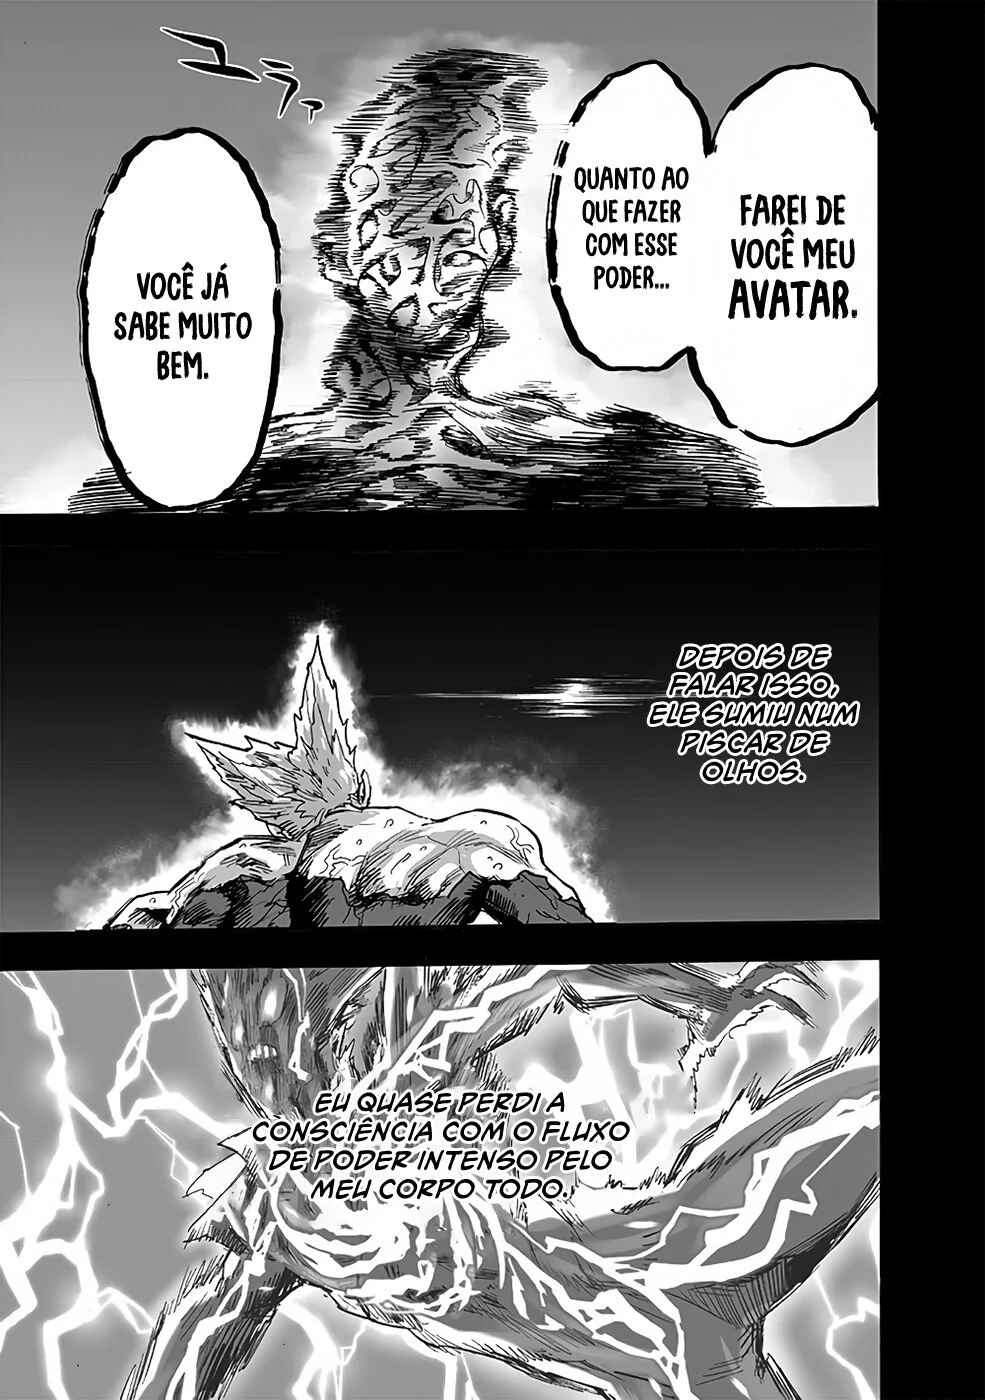 FAREI DE
VOCÊ MEU
AVATAR.
QUANTO AO
QUE FAZER
COM ESSE
PODER...
ユラァ
VOCÊ JÁ
SABE MUITO
BEM.
DEPOIS DE
FALAR ISSO,
ELE SUMIU NUM
PISCAR DE
OLHOS.
EU QUASE PERDI A
CONSCIÊNCIA COM O FLUXO
DE PODER INTENSO PELO
MEU CORPO TODO.